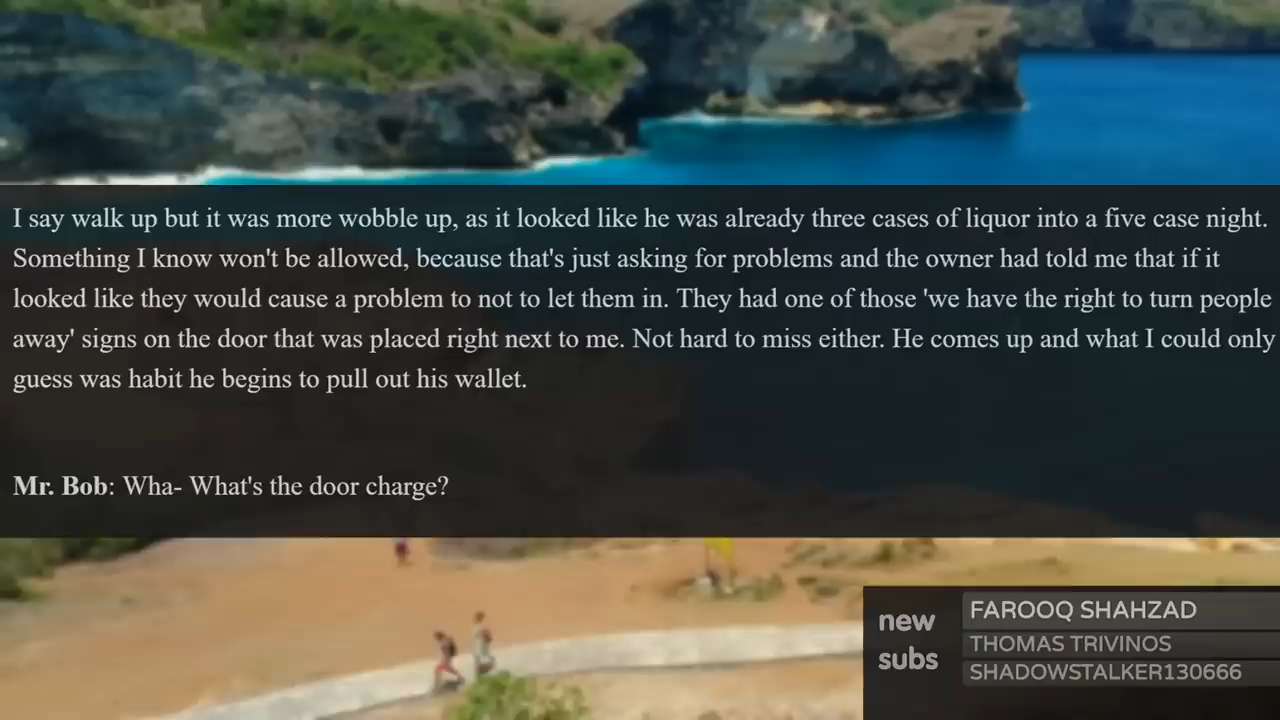 I say walk up but it was more wobble up, as it looked like he was already three cases of liquor into a five case night.
Something I know won't be allowed, because that's just asking for problems and the owner had told me that if it
looked like they would cause a problem to not to let them in. They had one of those 'we have the right to turn people
away' signs on the door that was placed right next to me. Not hard to miss either. He comes up and what I could only
guess was habit he begins to pull out his wallet.
Mr. Bob: Wha- What's the door charge?
new
subs
FAROOQ SHAHZAD
THOMAS TRIVINOS
SHADOWSTALKER130666